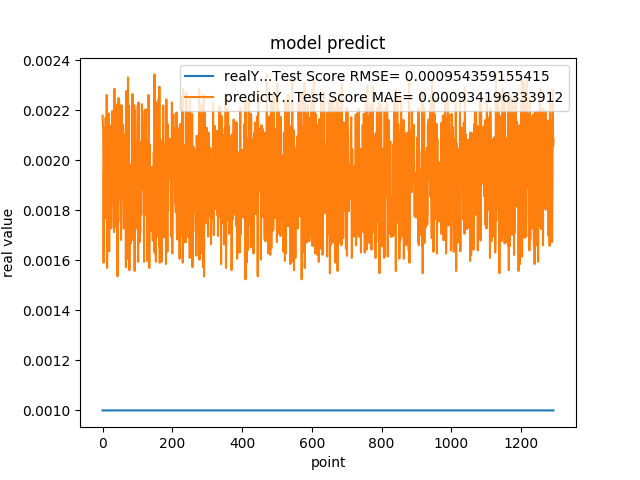 model predict
0.0024
realY...Test Score RMSE= 0.000954359155415
predictY...Test Score MAE= 0.000934196333912
0.0022
0.0020
0.0018
0.0016
0.0014
0.0012
0.0010
real value
0 200 400 600 800 1000 1200
point